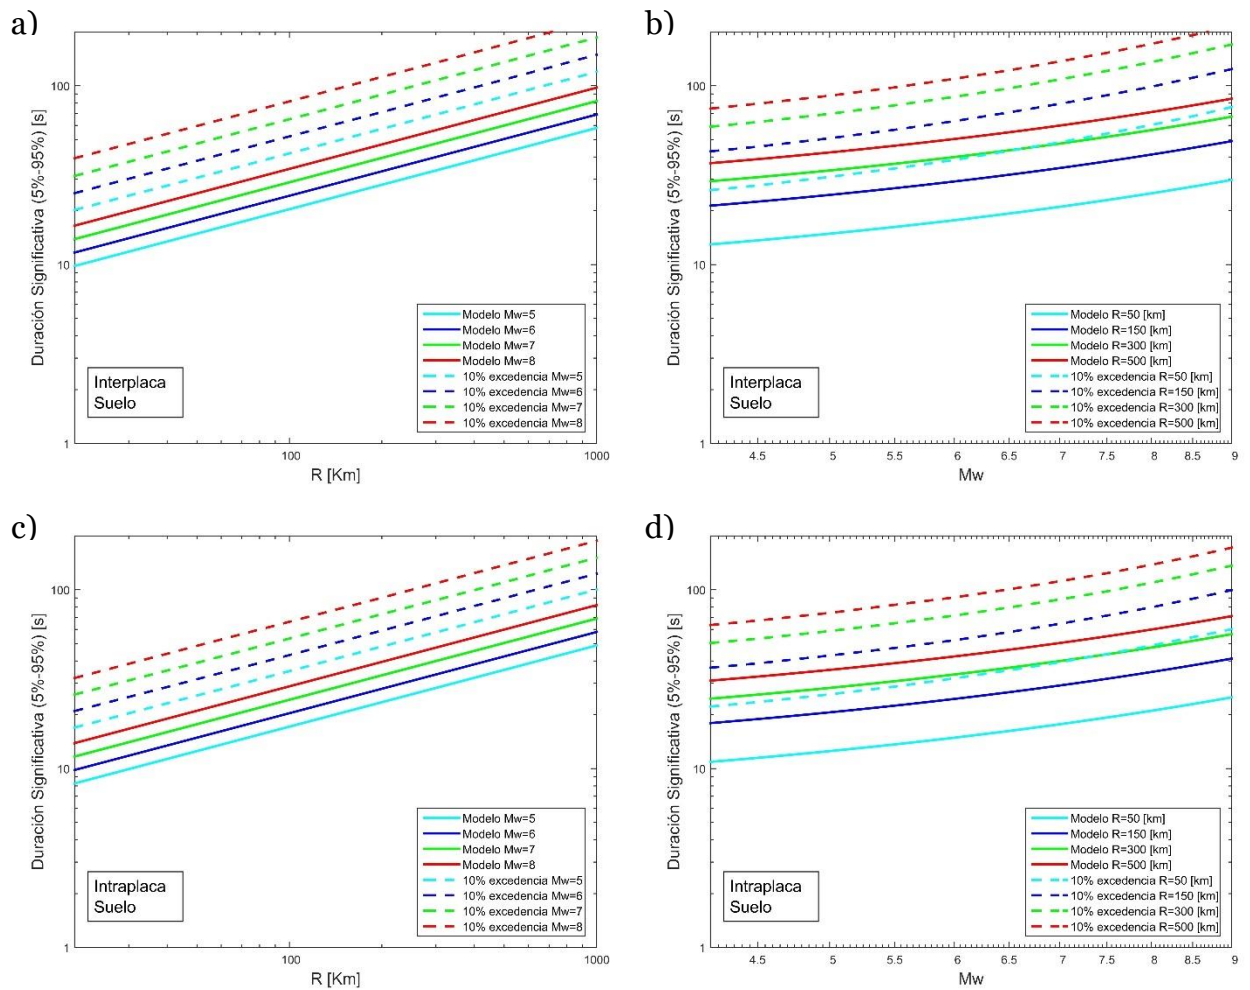 a)
Duración Significativa (5%-95%) [s]
100
10
1
Modelo Mw=5
Modelo Mw=6
Modelo Mw=7
Modelo Mw=8
10% excedencia Mw=5
10% excedencia Mw=6
10% excedencia Mw=7
10% excedencia Mw=8
Interplaca
Suelo
100
1000
R [Km]
b)
Duración Significativa (5%-95%) [s]
100
10
1
Modelo R=50 [km]
Modelo R=150 [km]
Modelo R=300 [km]
Modelo R=500 [km]
10% excedencia R=50 [km]
10% excedencia R=150 [km]
10% excedencia R=300 [km]
10% excedencia R=500 [km]
Interplaca
Suelo
4.5
5
5.5
6
6.5
7
7.5
8
8.5
9
Mw
c)
Duración Significativa (5%-95%) [s]
100
10
1
Modelo Mw=5
Modelo Mw=6
Modelo Mw=7
Modelo Mw=8
10% excedencia Mw=5
10% excedencia Mw=6
10% excedencia Mw=7
10% excedencia Mw=8
Intraplaca
Suelo
100
1000
R [Km]
d)
Duración Significativa (5%-95%) [s]
100
10
1
Modelo R=50 [km]
Modelo R=150 [km]
Modelo R=300 [km]
Modelo R=500 [km]
10% excedencia R=50 [km]
10% excedencia R=150 [km]
10% excedencia R=300 [km]
10% excedencia R=500 [km]
Intraplaca
Suelo
4.5
5
5.5
6
6.5
7
7.5
8
8.5
9
Mw